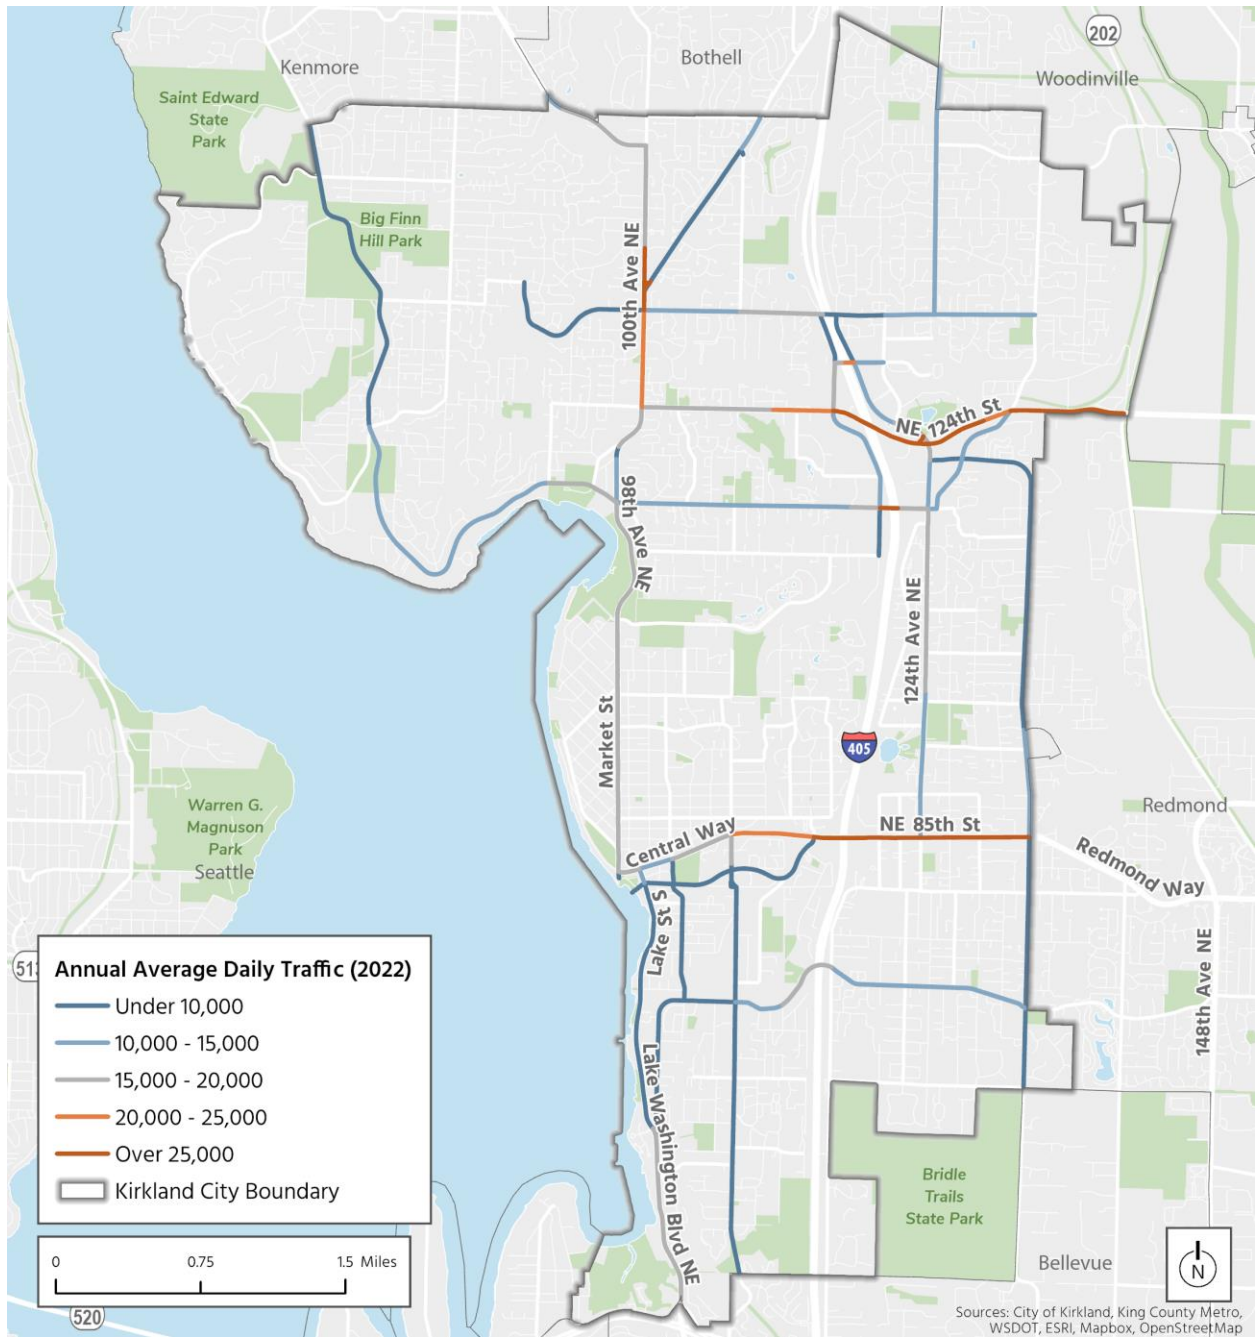 202
Bothell
Kenmore
Woodinville
Saint Edward
State
Park
Big Finn
Hill Park
100th Ave NE
NE 124th St
98th Ave NE
124th Ave NE
Market St
405
Redmond
Warren G.
Magnuson
Park
Seattle
NE 85th St
Central Way
Redmond Way
Lake St S
148th Ave NE
513
Lake Washington Blvd NE
Bridle
Trails
State Park
Bellevue
Annual Average Daily Traffic (2022)
Under 10,000
10,000 - 15,000
15,000 - 20,000
20,000 - 25,000
Over 25,000
Kirkland City Boundary
0 0.75 1.5 Miles
520
N
Sources: City of Kirkland, King County Metro,
WSDOT, ESRI, Mapbox, OpenStreetMap